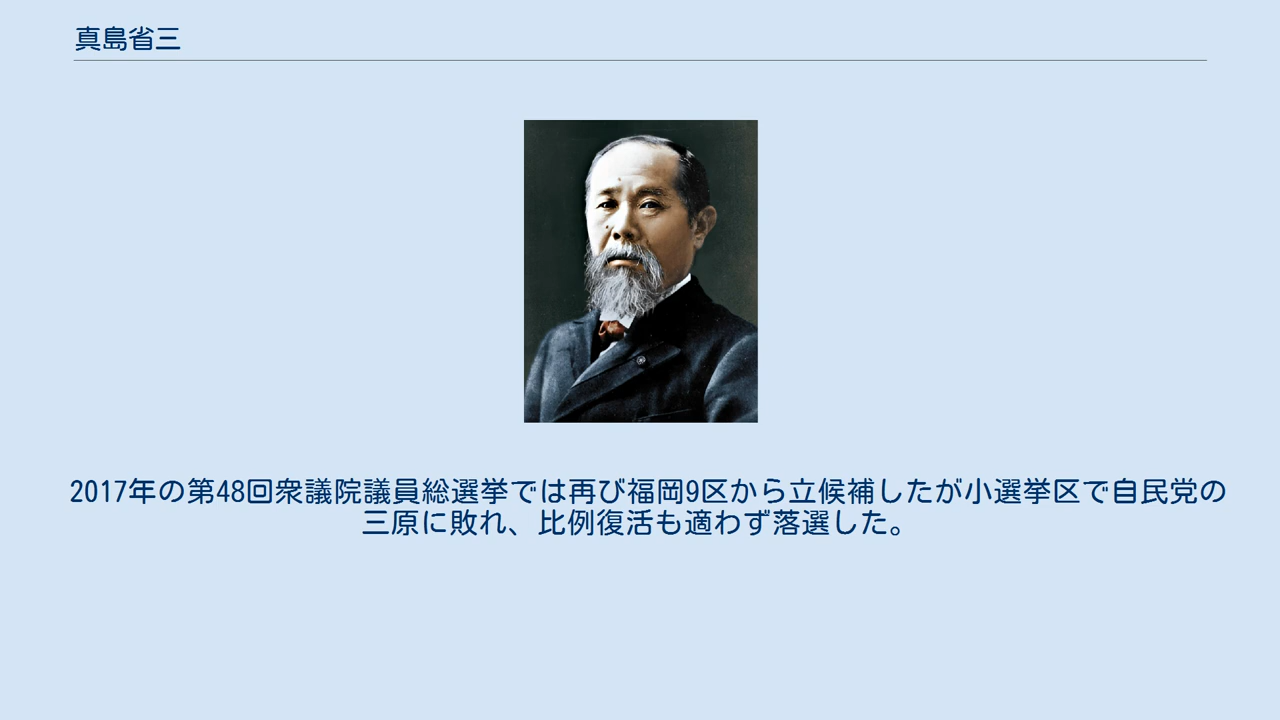 真島省三
2017年の第48回衆議院議員総選挙では再び福岡9区から立候補したが小選挙区で自民党の
三原に敗れ、比例復活も適わず落選した。